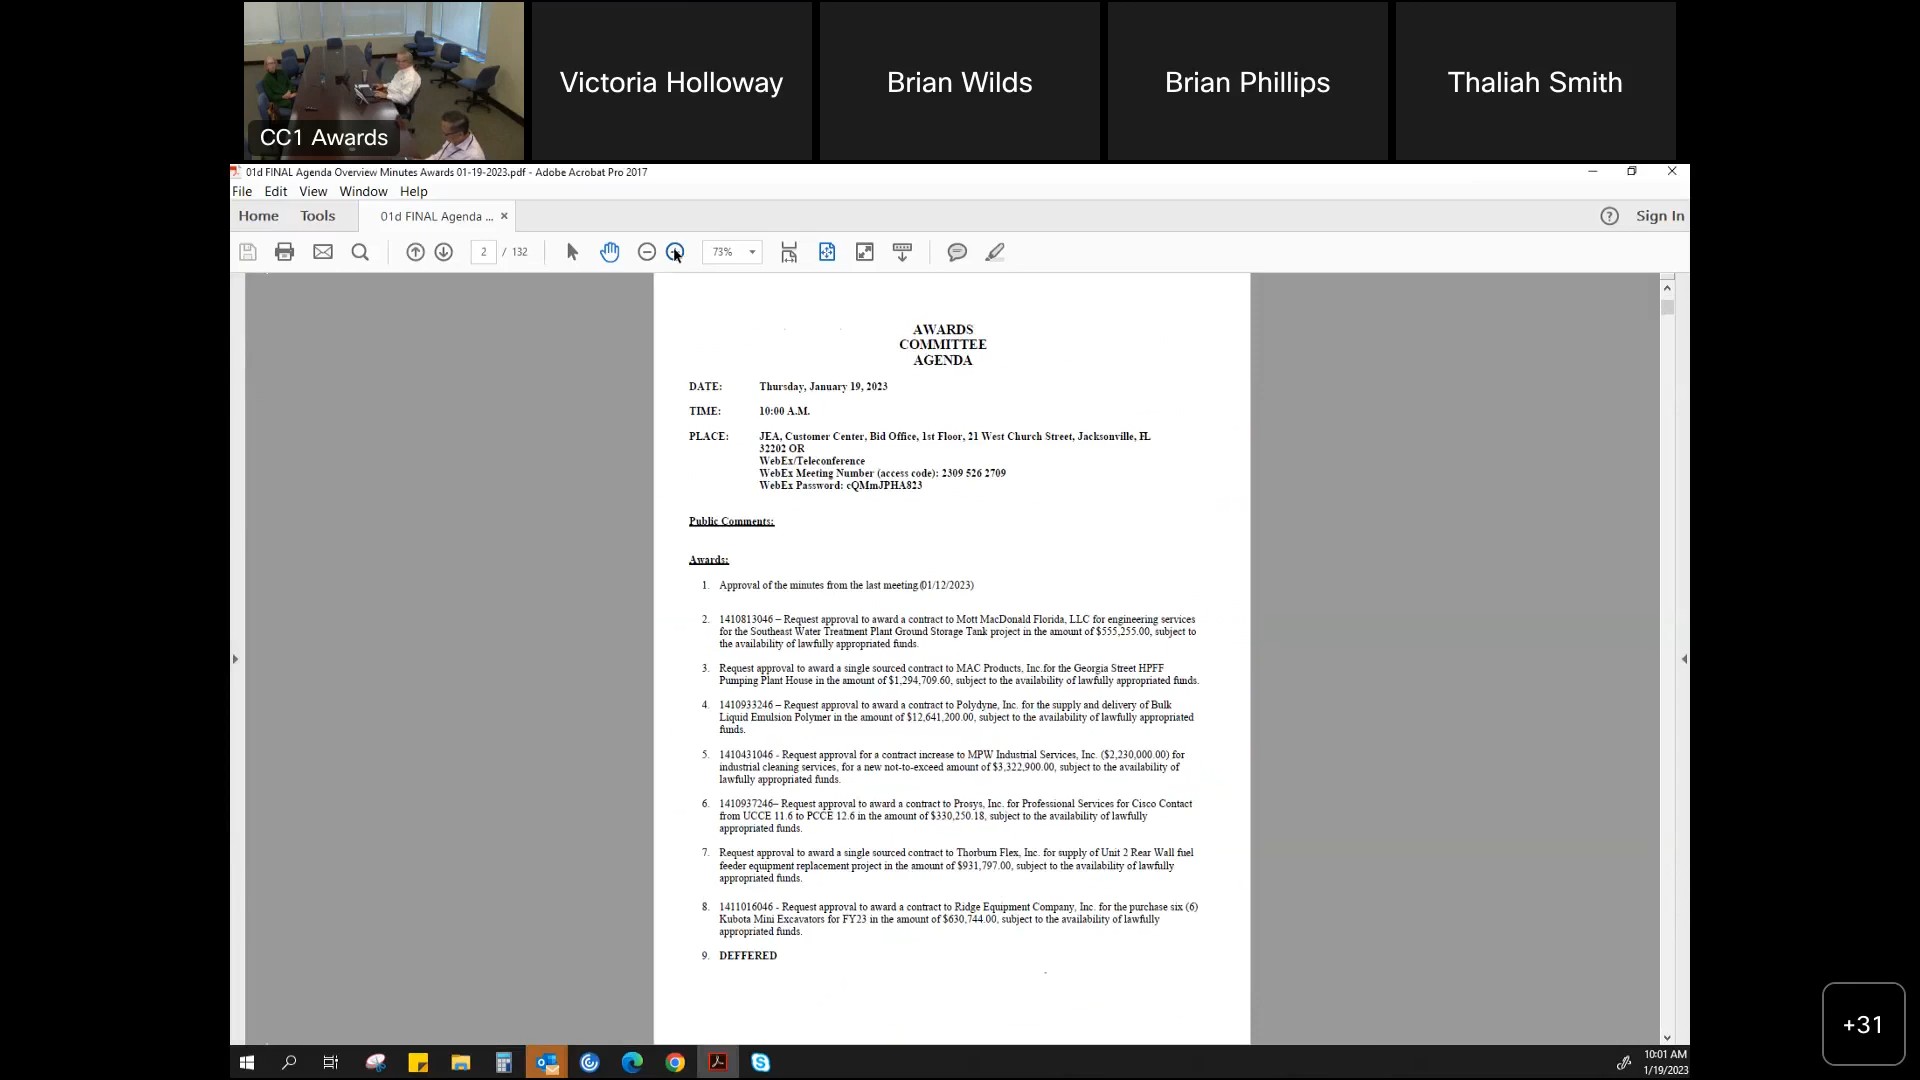 CC1 Awards
Victoria Holloway
Brian Wilds
Brian Phillips
Thaliah Smith
01d FINAL Agenda Overview Minutes Awards 01-19-2023.pdf - Adobe Acrobat Pro 2017
File Edit View Window Help
Home Tools 01d FINAL Agenda ... × Sign In
2 / 132 73%
AWARDS
COMMITTEE
AGENDA
DATE: Thursday, January 19, 2023
TIME: 10:00 A.M.
PLACE: JEA, Customer Center, Bid Office, 1st Floor, 21 West Church Street, Jacksonville, FL
32202 OR
WebEx/Teleconference
WebEx Meeting Number (access code): 2309 526 2709
WebEx Password: cQMmJPHA823
Public Comments:
Awards:
1. Approval of the minutes from the last meeting(01/12/2023)
2. 1410813046 – Request approval to award a contract to Mott MacDonald Florida, LLC for engineering services
for the Southeast Water Treatment Plant Ground Storage Tank project in the amount of $555,255.00, subject to
the availability of lawfully appropriated funds.
3. Request approval to award a single sourced contract to MAC Products, Inc.for the Georgia Street HPFF
Pumping Plant House in the amount of $1,294,709.60, subject to the availability of lawfully appropriated funds.
4. 1410933246 – Request approval to award a contract to Polydyne, Inc. for the supply and delivery of Bulk
Liquid Emulsion Polymer in the amount of $12,641,200.00, subject to the availability of lawfully appropriated
funds.
5. 1410431046 - Request approval for a contract increase to MPW Industrial Services, Inc. ($2,230,000.00) for
industrial cleaning services, for a new not-to-exceed amount of $3,322,900.00, subject to the availability of
lawfully appropriated funds.
6. 1410937246– Request approval to award a contract to Prosys, Inc. for Professional Services for Cisco Contact
from UCCE 11.6 to PCCE 12.6 in the amount of $330,250.18, subject to the availability of lawfully
appropriated funds.
7. Request approval to award a single sourced contract to Thorburn Flex, Inc. for supply of Unit 2 Rear Wall fuel
feeder equipment replacement project in the amount of $931,797.00, subject to the availability of lawfully
appropriated funds.
8. 1411016046 - Request approval to award a contract to Ridge Equipment Company, Inc. for the purchase six (6)
Kubota Mini Excavators for FY23 in the amount of $630,744.00, subject to the availability of lawfully
appropriated funds.
9. DEFFERED
+31
10:01 AM
1/19/2023